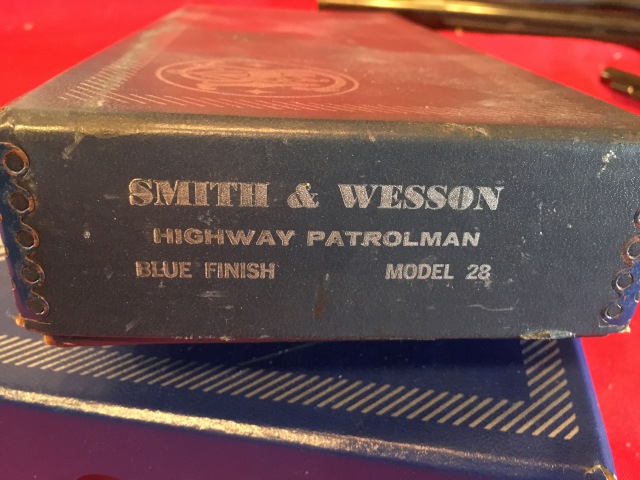 SMITH & WESSON
HIGHWAY PATROLMAN
BLUE FINISH MODEL 28